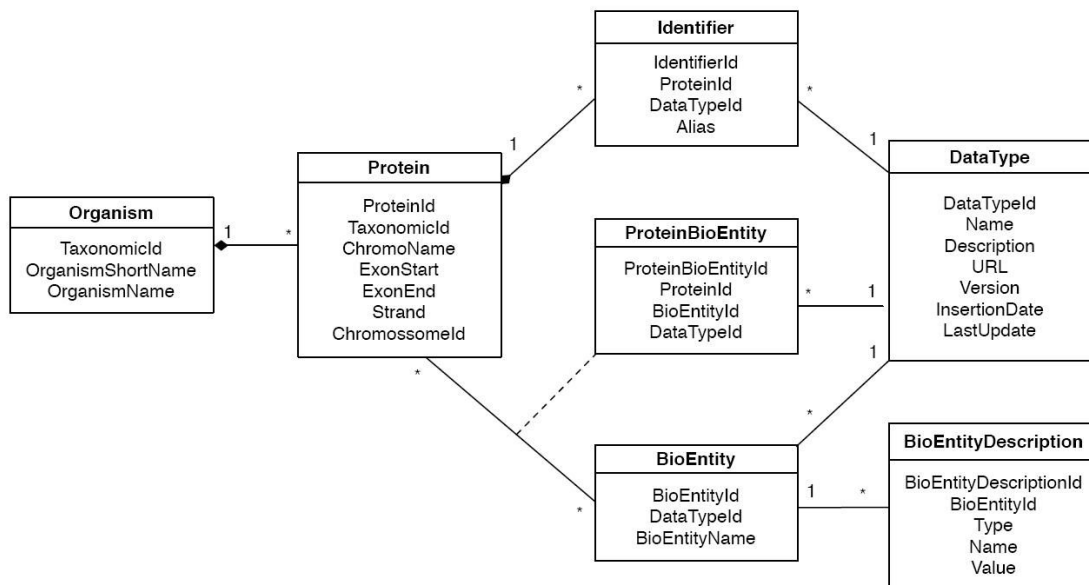 Identifier
IdentifierId
ProteinId
DataTypeId
Alias
*
*
1
1
Protein
ProteinId
TaxonomicId
ChromoName
ExonStart
ExonEnd
Strand
ChromossomeId
Organism
TaxonomicId
OrganismShortName
OrganismName
1
*
DataType
DataTypeId
Name
Description
URL
Version
InsertionDate
LastUpdate
ProteinBioEntity
ProteinBioEntityId
ProteinId
BioEntityId
DataTypeId
*
1
1
*
*
*
BioEntity
BioEntityId
DataTypeId
BioEntityName
1
*
BioEntityDescription
BioEntityDescriptionId
BioEntityId
Type
Name
Value